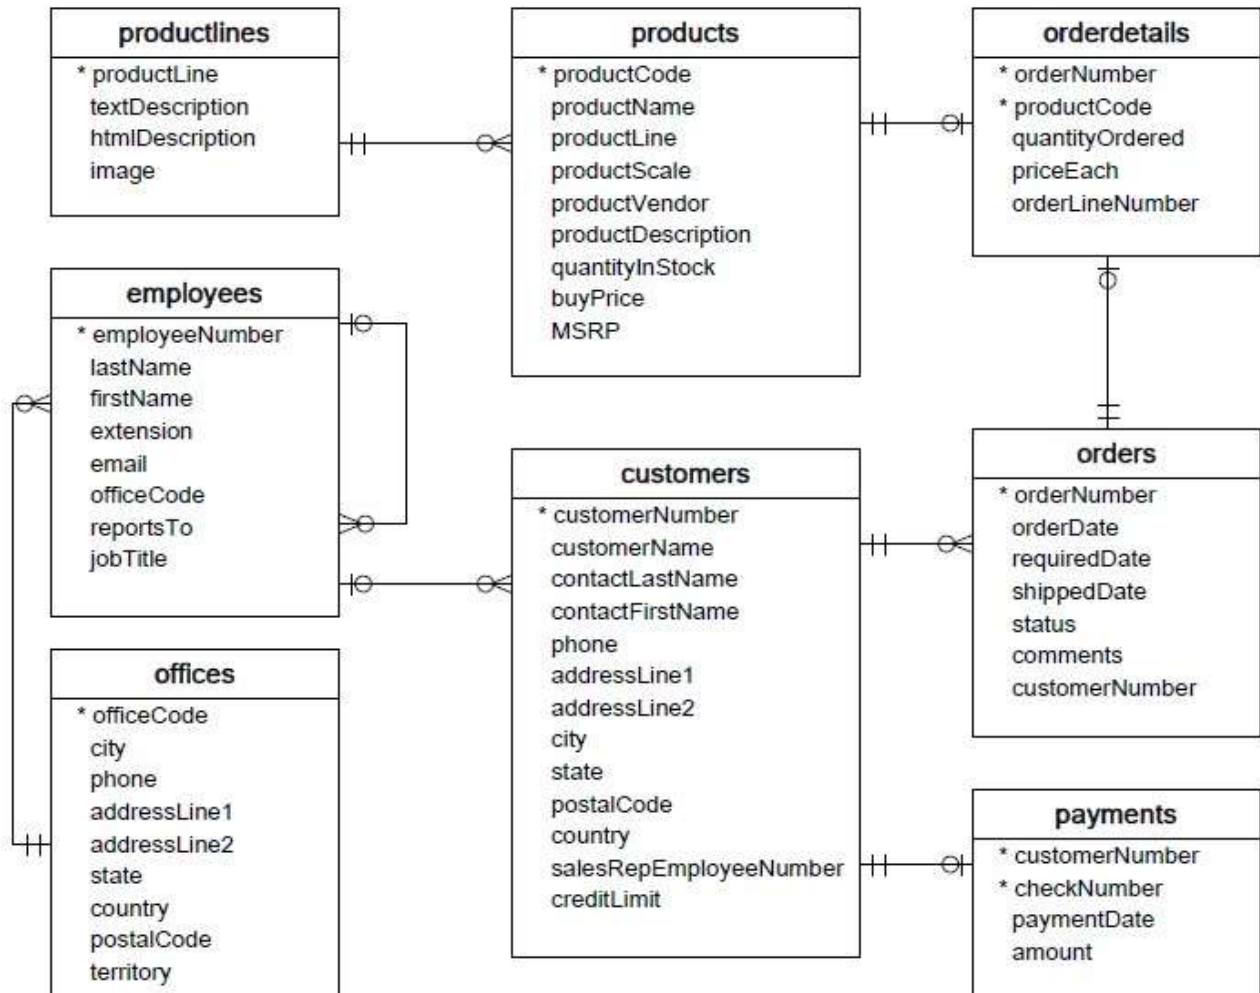 productlines
* productLine
textDescription
htmlDescription
image
products
* productCode
productName
productLine
productScale
productVendor
productDescription
quantityInStock
buyPrice
MSRP
orderdetails
* orderNumber
* productCode
quantityOrdered
priceEach
orderLineNumber
employees
* employeeNumber
lastName
firstName
extension
email
officeCode
reportsTo
jobTitle
customers
* customerNumber
customerName
contactLastName
contactFirstName
phone
addressLine1
addressLine2
city
state
postalCode
country
salesRepEmployeeNumber
creditLimit
orders
* orderNumber
orderDate
requiredDate
shippedDate
status
comments
customerNumber
offices
* officeCode
city
phone
addressLine1
addressLine2
state
country
postalCode
territory
payments
* customerNumber
* checkNumber
paymentDate
amount